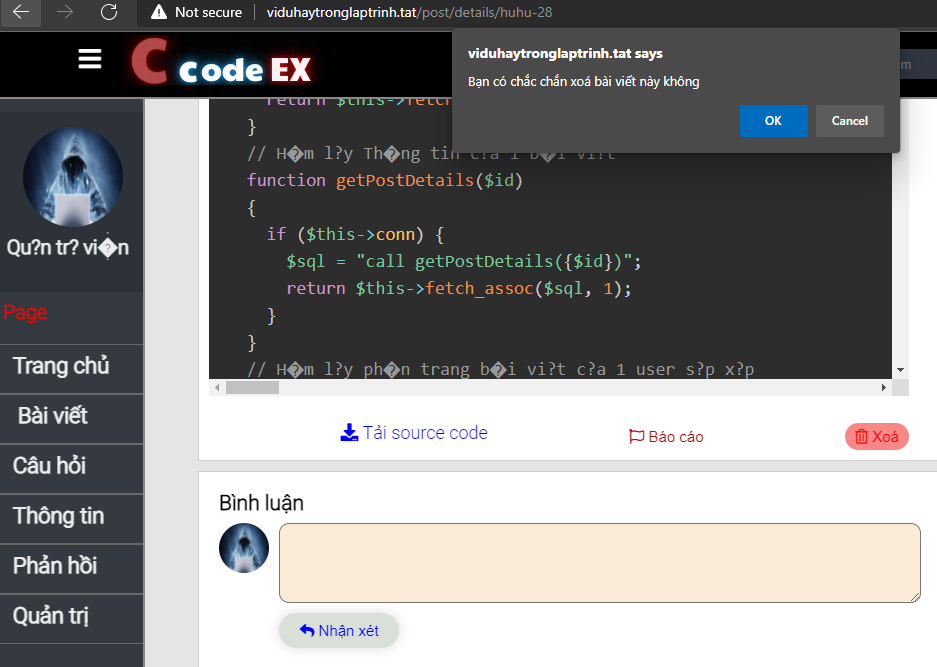 Not secure | viduhaytronglaptrinh.tat/post/details/huhu-28
viduhaytronglaptrinh.tat says
Bạn có chắc chắn xoá bài viết này không
OK
Cancel
C code EX
m
Qu?n tr? vi�n
Page
Trang chủ
Bài viết
Câu hỏi
Thông tin
Phản hồi
Quản trị
return $this->fetc
}
// H�m l?y Th�ng tin c?a 1 b�i vi?t
function getPostDetails($id)
{
if ($this->conn) {
$sql = "call getPostDetails({$id})";
return $this->fetch_assoc($sql, 1);
}
}
// H�m l?y ph�n trang b�i vi?t c?a 1 user s?p x?p
Tải source code
Báo cáo
Xoá
Bình luận
Nhận xét